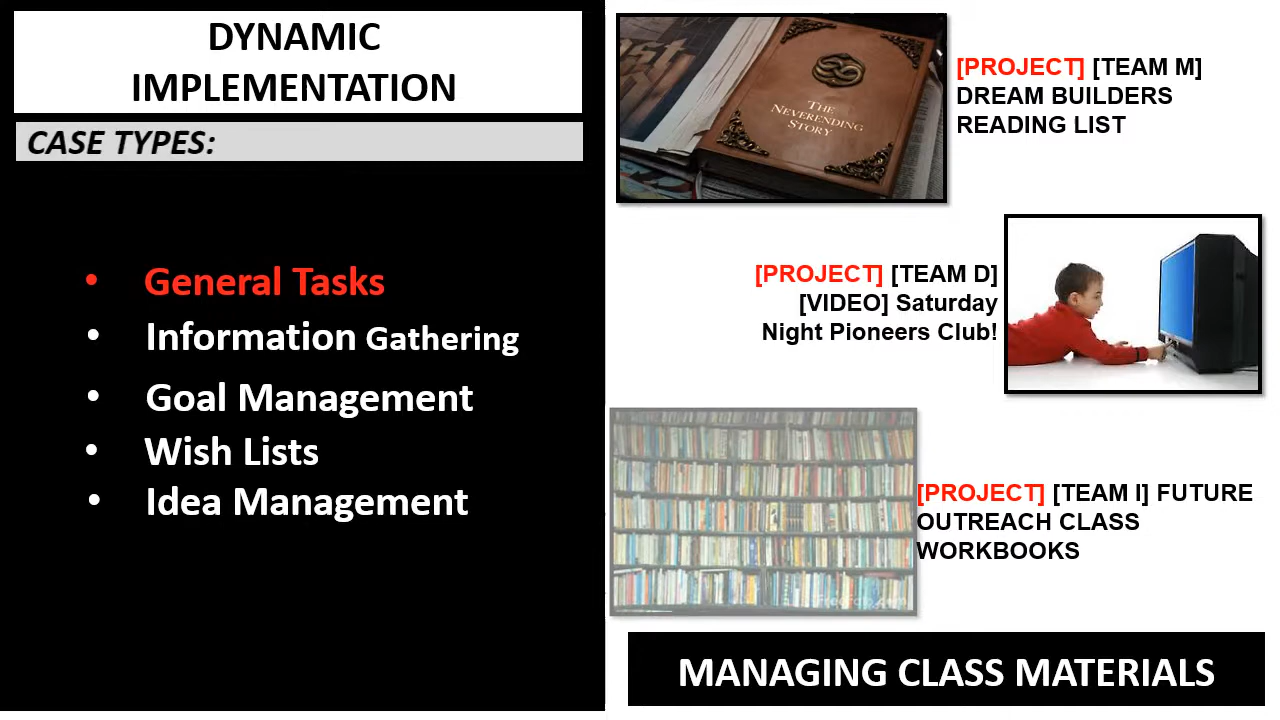 DYNAMIC
IMPLEMENTATION
CASE TYPES:
• General Tasks
• Information Gathering
• Goal Management
• Wish Lists
• Idea Management
THE
NEVERENDING
STORY
[PROJECT] [TEAM M]
DREAM BUILDERS
READING LIST
[PROJECT] [TEAM D]
[VIDEO] Saturday
Night Pioneers Club!
[PROJECT] [TEAM I] FUTURE
OUTREACH CLASS
WORKBOOKS
MANAGING CLASS MATERIALS